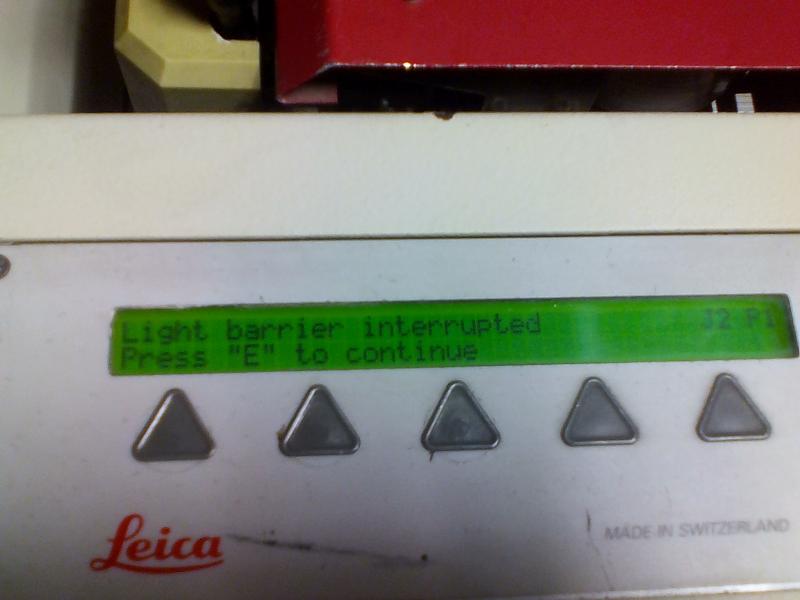 Light barrier interrupted J2 P1
Press "E" to continue
Leica
MADE IN SWITZERLAND